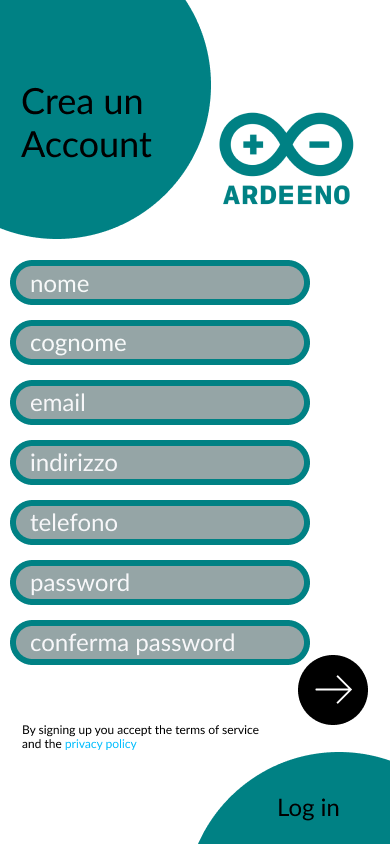 Crea un
Account
ARDEENO
nome
cognome
email
indirizzo
telefono
password
conferma password
By signing up you accept the terms of service
and the privacy policy
Log in